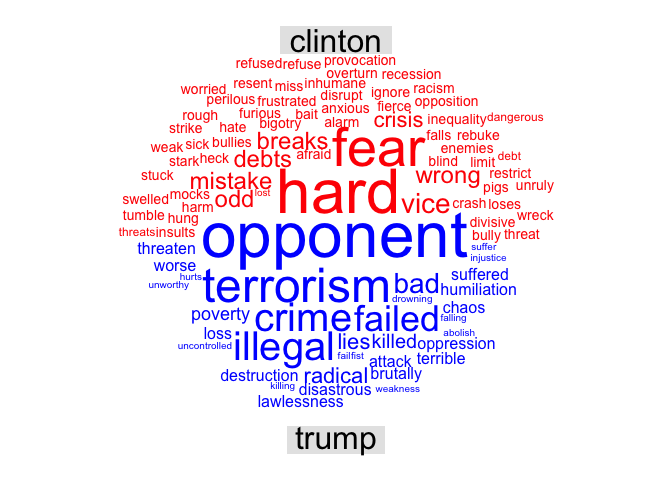 clinton
refused refuse provocation
overturn recession
worried resent miss inhumane ignore racism
perilous frustrated disrupt anxious fierce opposition
rough furious bait crisis inequality dangerous
strike hate bigotry alarm falls rebuke
weak sick bullies breaks fear enemies
stark heck debts afraid blind limit debt
stuck mistake wrong restrict
swelled mocks odd lost hard vice pigs unruly
harm crash loses
tumble hung divisive wreck
threats insults opponent bully threat
threaten suffer
worse injustice
hurts terrorism bad suffered
unworthy humiliation
drowning
poverty crime failed chaos
falling
loss illegal lies killed abolish
uncontrolled oppression
fail fist attack terrible
destruction radical brutally
killing disastrous weakness
lawlessness
trump